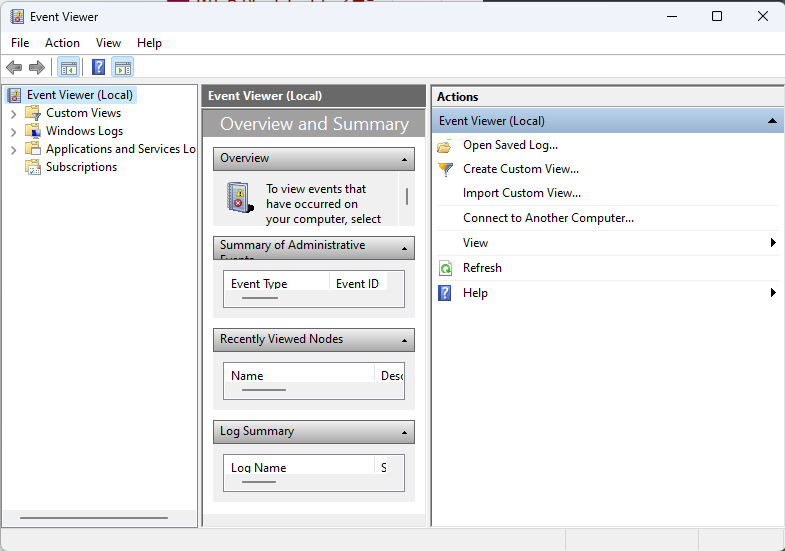 Event Viewer
File Action View Help
Event Viewer (Local)
Custom Views
Windows Logs
Applications and Services Lo
Subscriptions
Event Viewer (Local)
Overview and Summary
Overview
To view events that
have occurred on
your computer, select
Summary of Administrative
Events
Event Type Event ID
Recently Viewed Nodes
Name Desc
Log Summary
Log Name S
Actions
Event Viewer (Local)
Open Saved Log...
Create Custom View...
Import Custom View...
Connect to Another Computer...
View
Refresh
Help